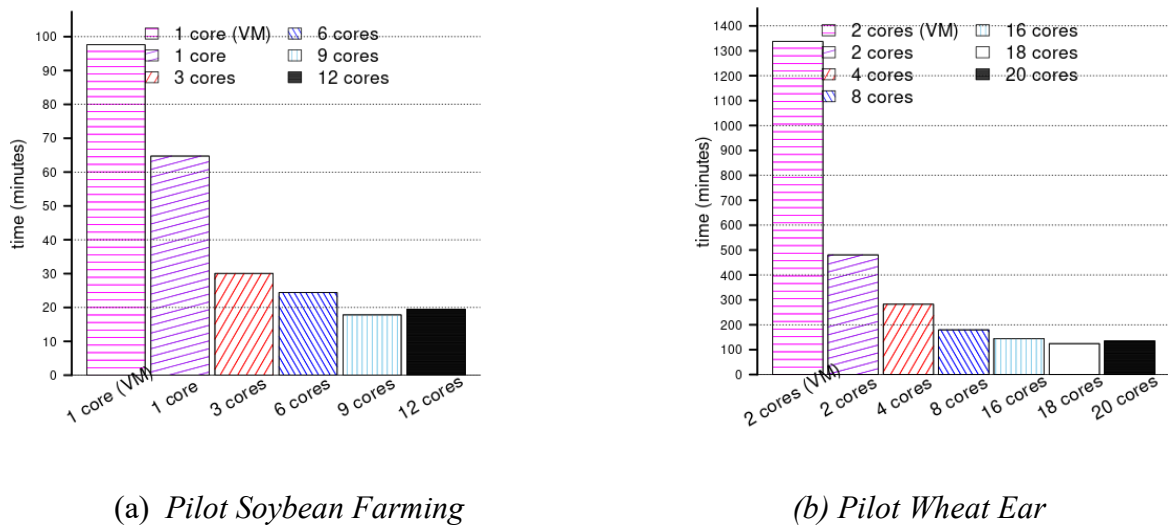 time (minutes)
100
90
80
70
60
50
40
30
20
10
0
1 core (VM)
1 core
3 cores
6 cores
9 cores
12 cores
1 core (VM)
1 core
3 cores
6 cores
9 cores
12 cores
(a) Pilot Soybean Farming
time (minutes)
1400
1300
1200
1100
1000
900
800
700
600
500
400
300
200
100
0
2 cores (VM)
2 cores
4 cores
8 cores
16 cores
18 cores
20 cores
2 cores (VM)
2 cores
4 cores
8 cores
16 cores
18 cores
20 cores
(b) Pilot Wheat Ear